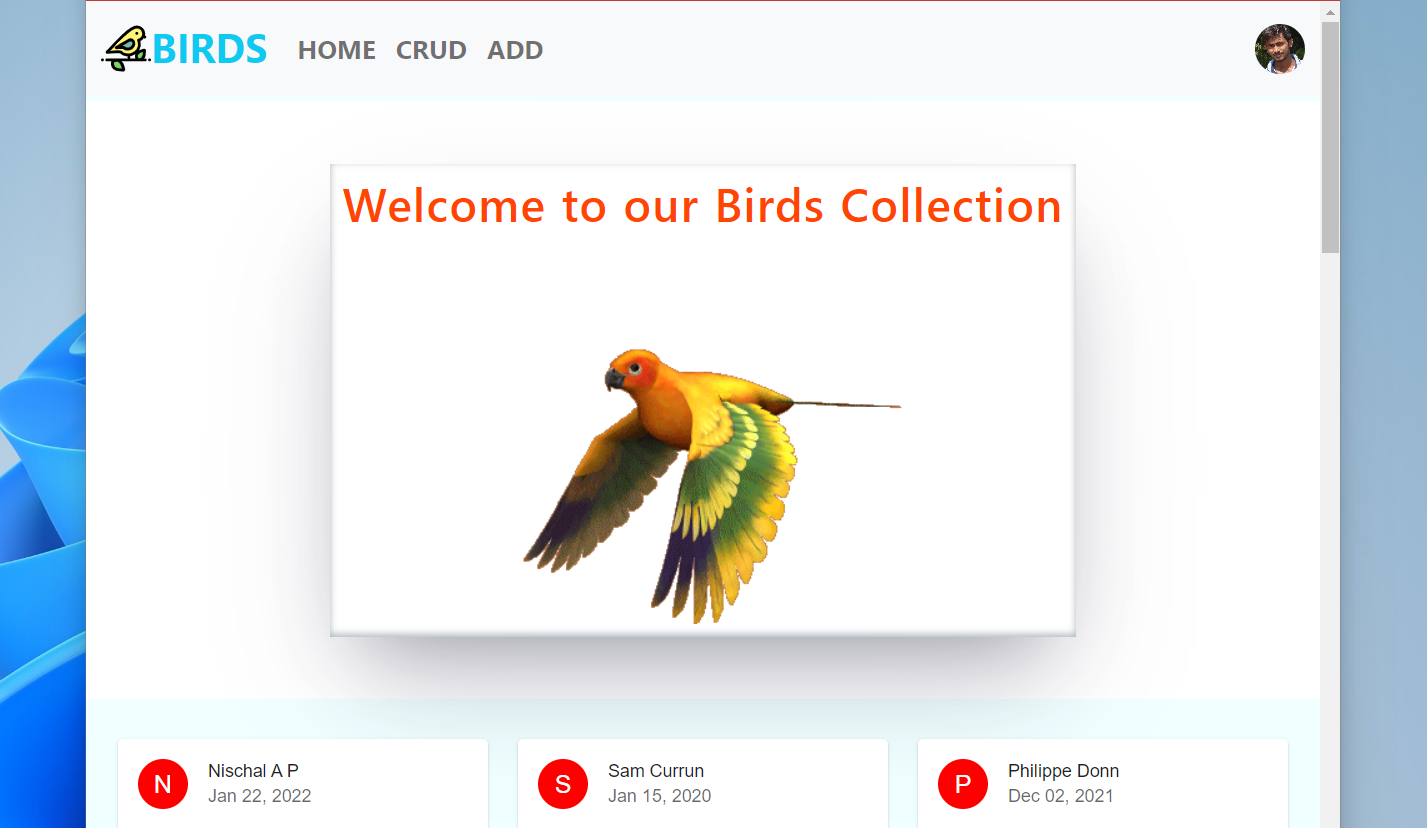 BIRDS HOME CRUD ADD
Welcome to our Birds Collection
N Nischal A P
Jan 22, 2022
S Sam Currun
Jan 15, 2020
P Philippe Donn
Dec 02, 2021